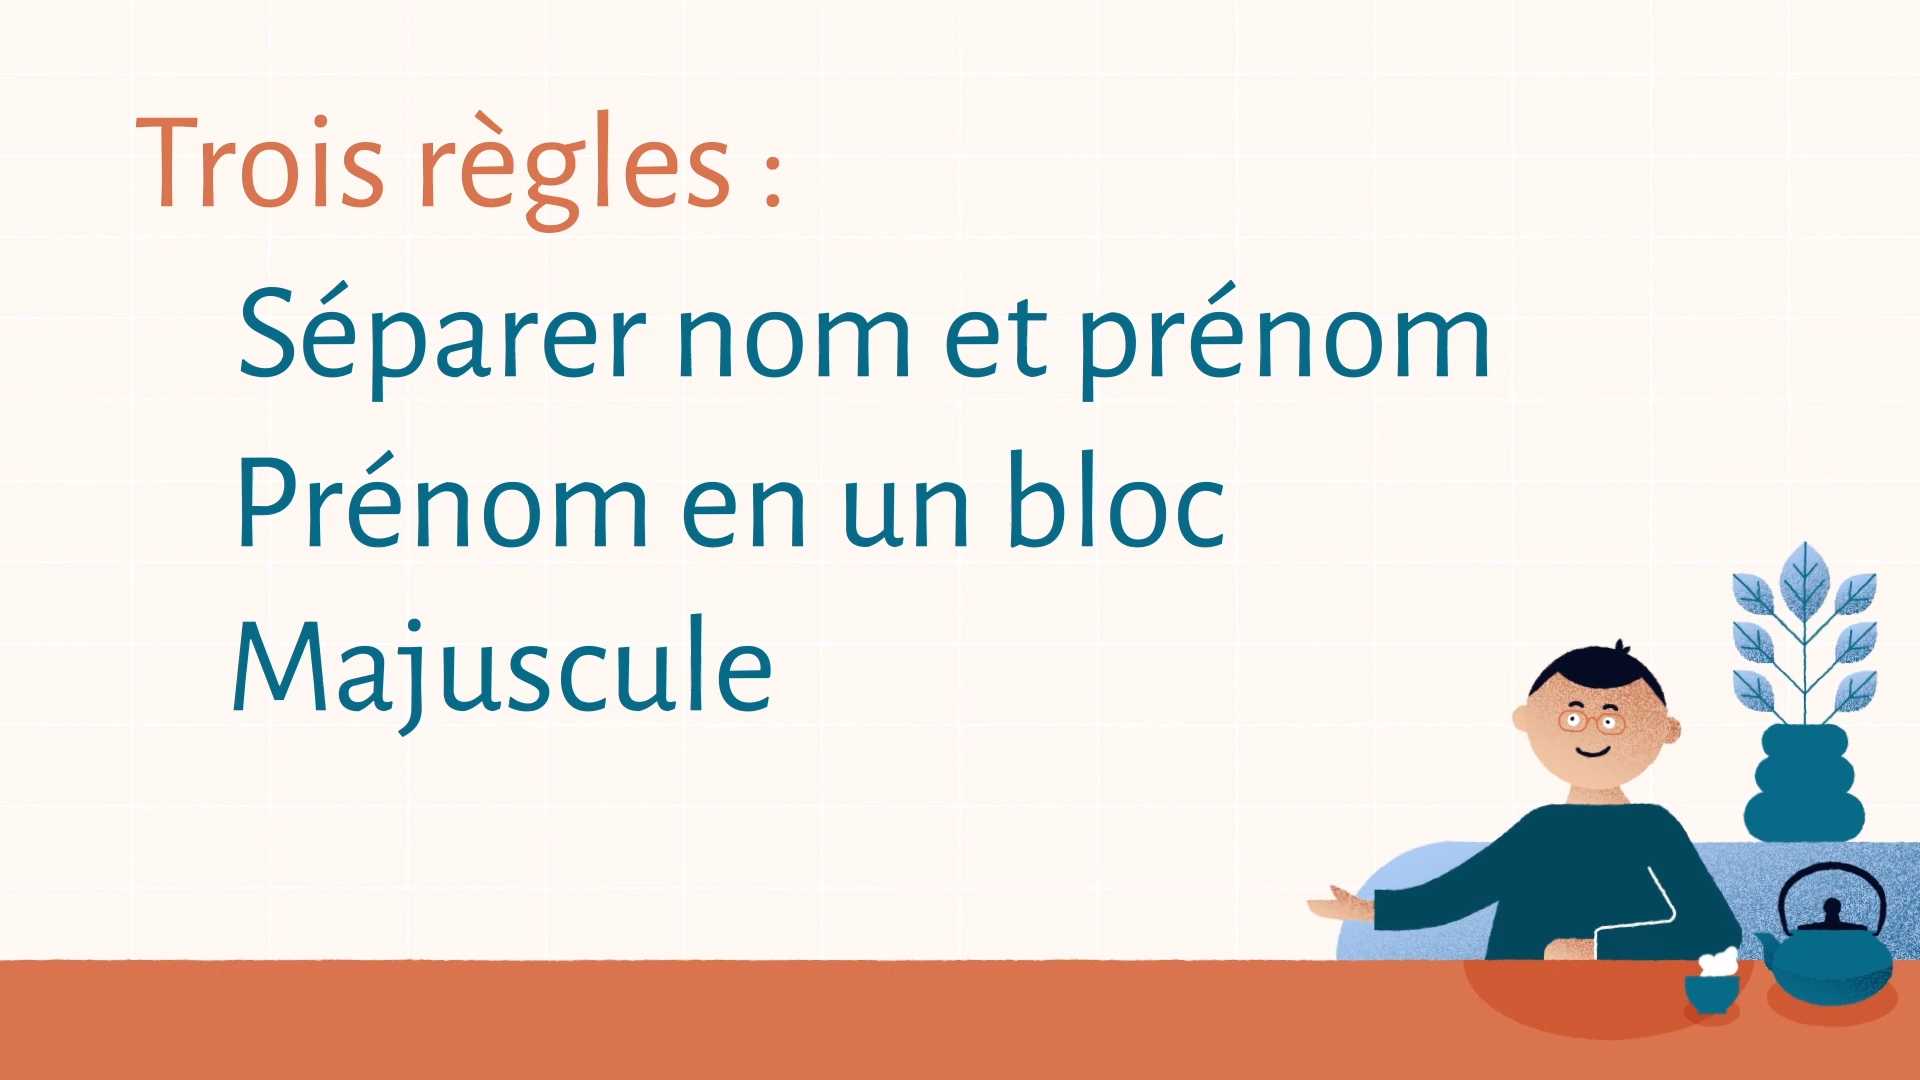 Trois règles :
Séparer nom et prénom
Prénom en un bloc
Majuscule